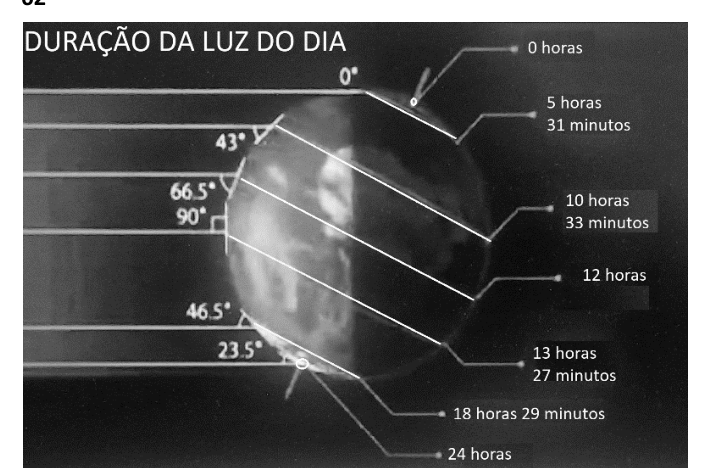 DURAÇÃO DA LUZ DO DIA
0 horas
0°
5 horas
31 minutos
43°
66.5°
10 horas
33 minutos
90°
12 horas
46.5°
23.5°
13 horas
27 minutos
18 horas 29 minutos
24 horas